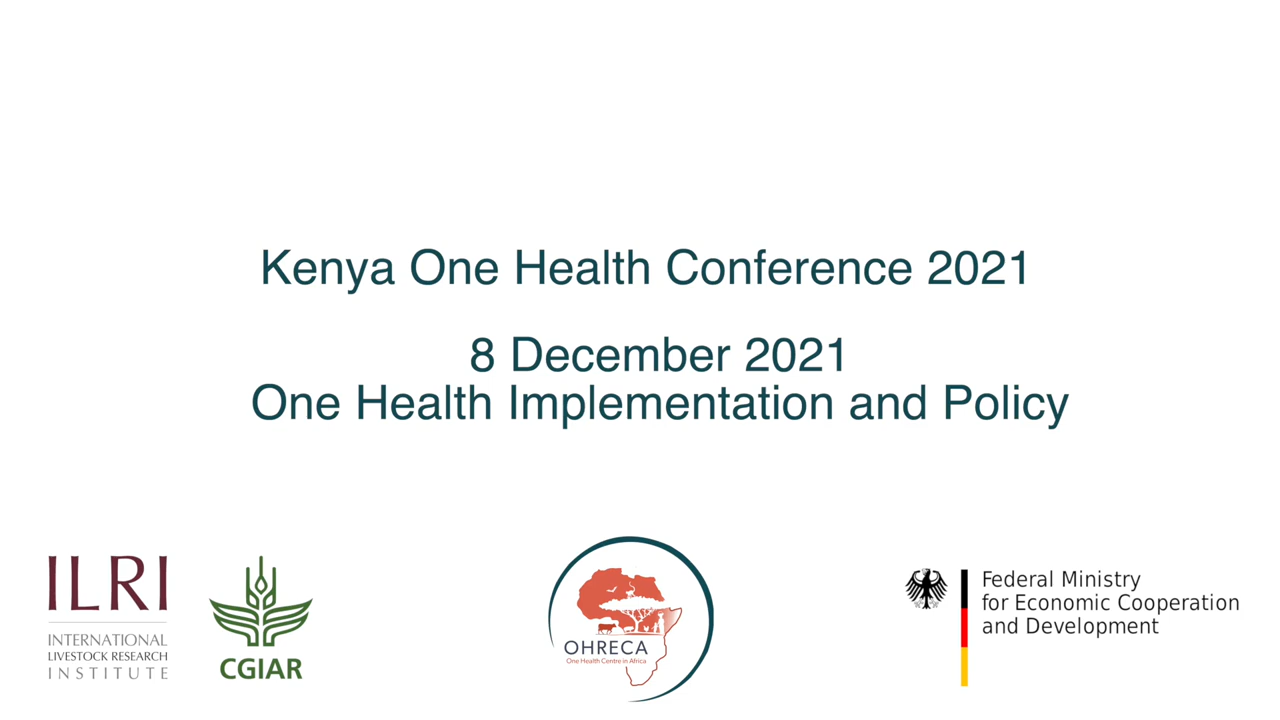 Kenya One Health Conference 2021
8 December 2021
One Health Implementation and Policy
ILRI
INTERNATIONAL
LIVESTOCK RESEARCH
INSTITUTE
CGIAR
OHRECA
One Health Centre in Africa
Federal Ministry
for Economic Cooperation
and Development